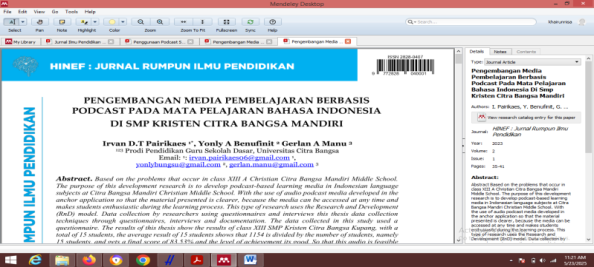 Mendeley Desktop
File Edit View Go Tools Help
Select Pan Note Highlight Color Zoom Zoom To Fit Fullscreen Sync Help
Search...
My Library
Jurnal Ilmu Pendidikan
Penggunaan Podcast S
Pengembangan Media
Pengembangan Media
HINEF : JURNAL RUMPUN ILMU PENDIDIKAN
MPUN ILMU PENDIDIKAN
PENGEMBANGAN MEDIA PEMBELAJARAN BERBASIS
PODCAST PADA MATA PELAJARAN BAHASA INDONESIA
DI SMP KRISTEN CITRA BANGSA MANDIRI
Irvan D.T Pairikaes 1*, Yonly A Benufinit 2 Gerlan A Manu 3
Prodi Pendidikan Guru Sekolah Dasar, Universitas Citra Bangsa
Email: irvan.pairikaes06@gmail.com
yonlybungsu@gmail.com 2, gerlan.manu@gmail.com 3
Abstract. Based on the problems that occur in class XIII A Christian Citra Bangsa Mandiri Middle School.
The purpose of this development research is to develop podcast-based learning media in Indonesian language
subjects at Citra Bangsa Mandiri Christian Middle School. With the use of audio podcast media developed in the
anchor application so that the material presented is clearer, because the media can be accessed at any time and
makes students enthusiastic during the learning process. This type of research uses the Research and Development
(RnD) model. Data collection by researchers using questionnaires and interviews this thesis data collection
techniques through questionnaires, interviews and documentation. The data collected in this study used a
questionnaire. The results of this thesis show the results of class XIII SMP Kristen Citra Bangsa Kupang, with a
total of 15 students, the average result of 15 students shows that 1154 is divided by the number of students, namely
15 students, and gets a final score of 83.53% and the level of achievement its good. So that this audio is feasible
Details Notes Contents
Type: Journal Article
Pengembangan Media
Pembelajaran Berbasis
Podcast Pada Mata Pelajaran
Bahasa Indonesia Di Smp
Kristen Citra Bangsa Mandiri
Authors: I. Pairikaes, Y. Benufinit, G.
View research catalog entry for this paper
Journal: HINEF : Jurnal Rumpun Ilmu
Pendidikan
Year: 2023
Volume: 2
Issue: 1
Pages: 35-41
Abstract:
Abstract Based on the problems that occur in
class XIII A Christian Citra Bangsa Mandiri
Middle School. The purpose of this development
research is to develop podcast-based learning
media in Indonesian language subjects at Citra
Bangsa Mandiri Christian Middle School. With
the use of audio podcast media developed in
the anchor application so that the material
presented is clearer, because the media can be
accessed at any time and makes students
enthusiastic during the learning process. This
type of research uses the Research and
Development (RnD) model. Data collection by
11:21 AM
5/23/2025